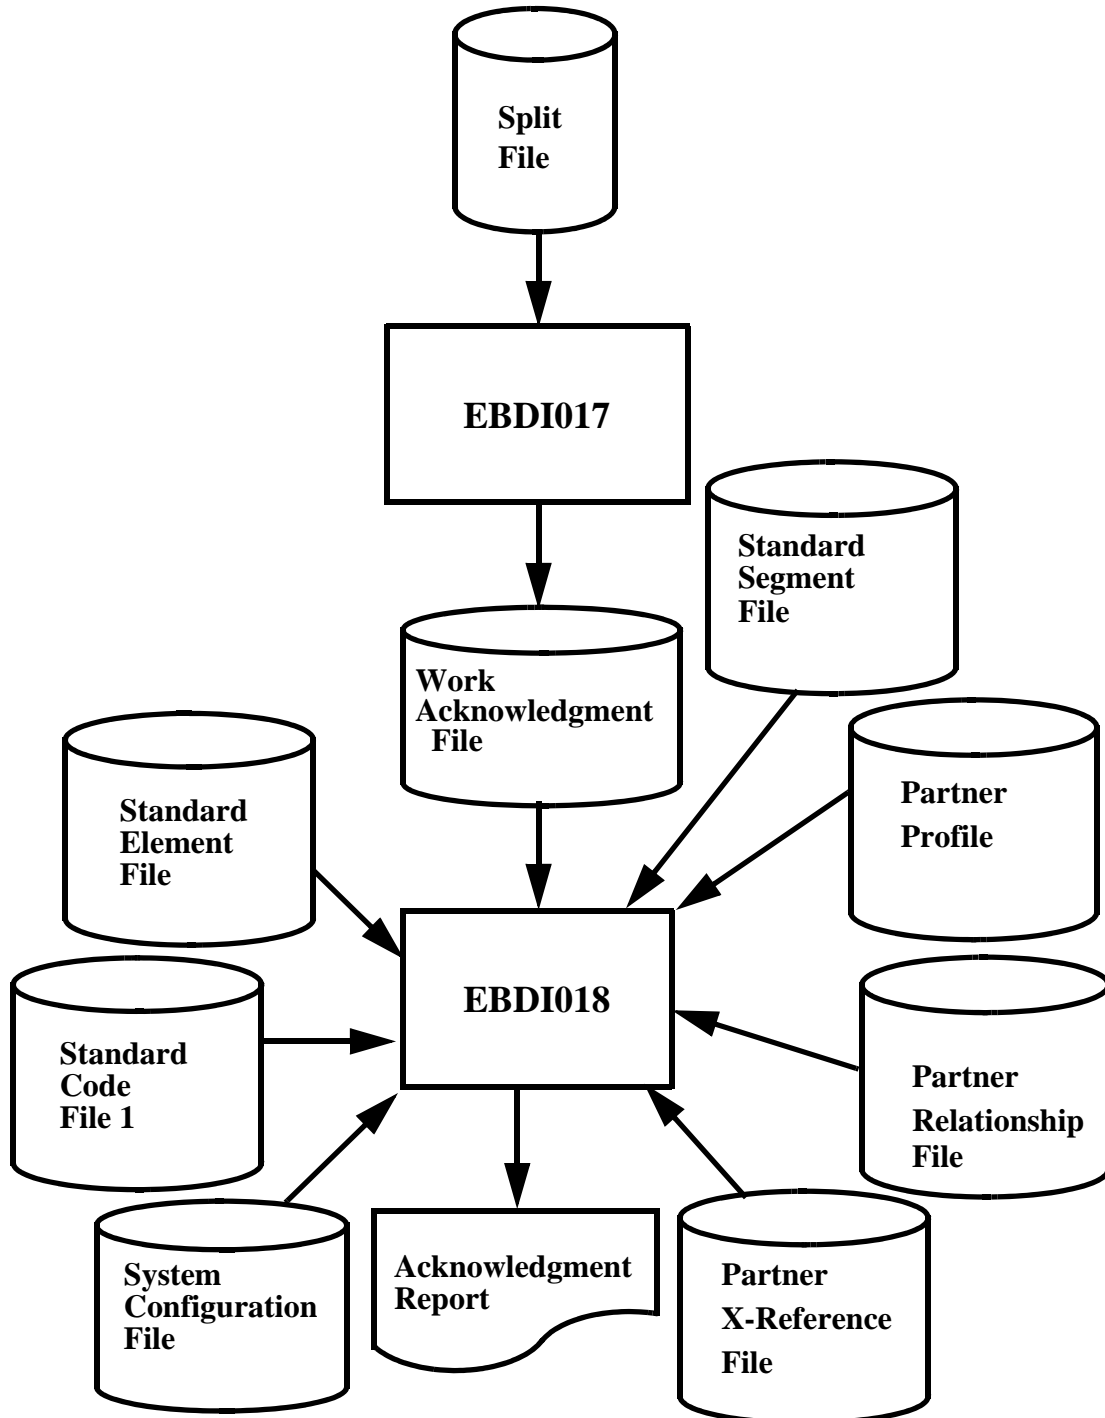 Split
File
EBDI017
Standard
Segment
File
Work
Acknowledgment
File
Partner
Profile
Standard
Element
File
EBDI018
Standard
Code
File 1
Partner
Relationship
File
System
Configuration
File
Acknowledgment
Report
Partner
X-Reference
File